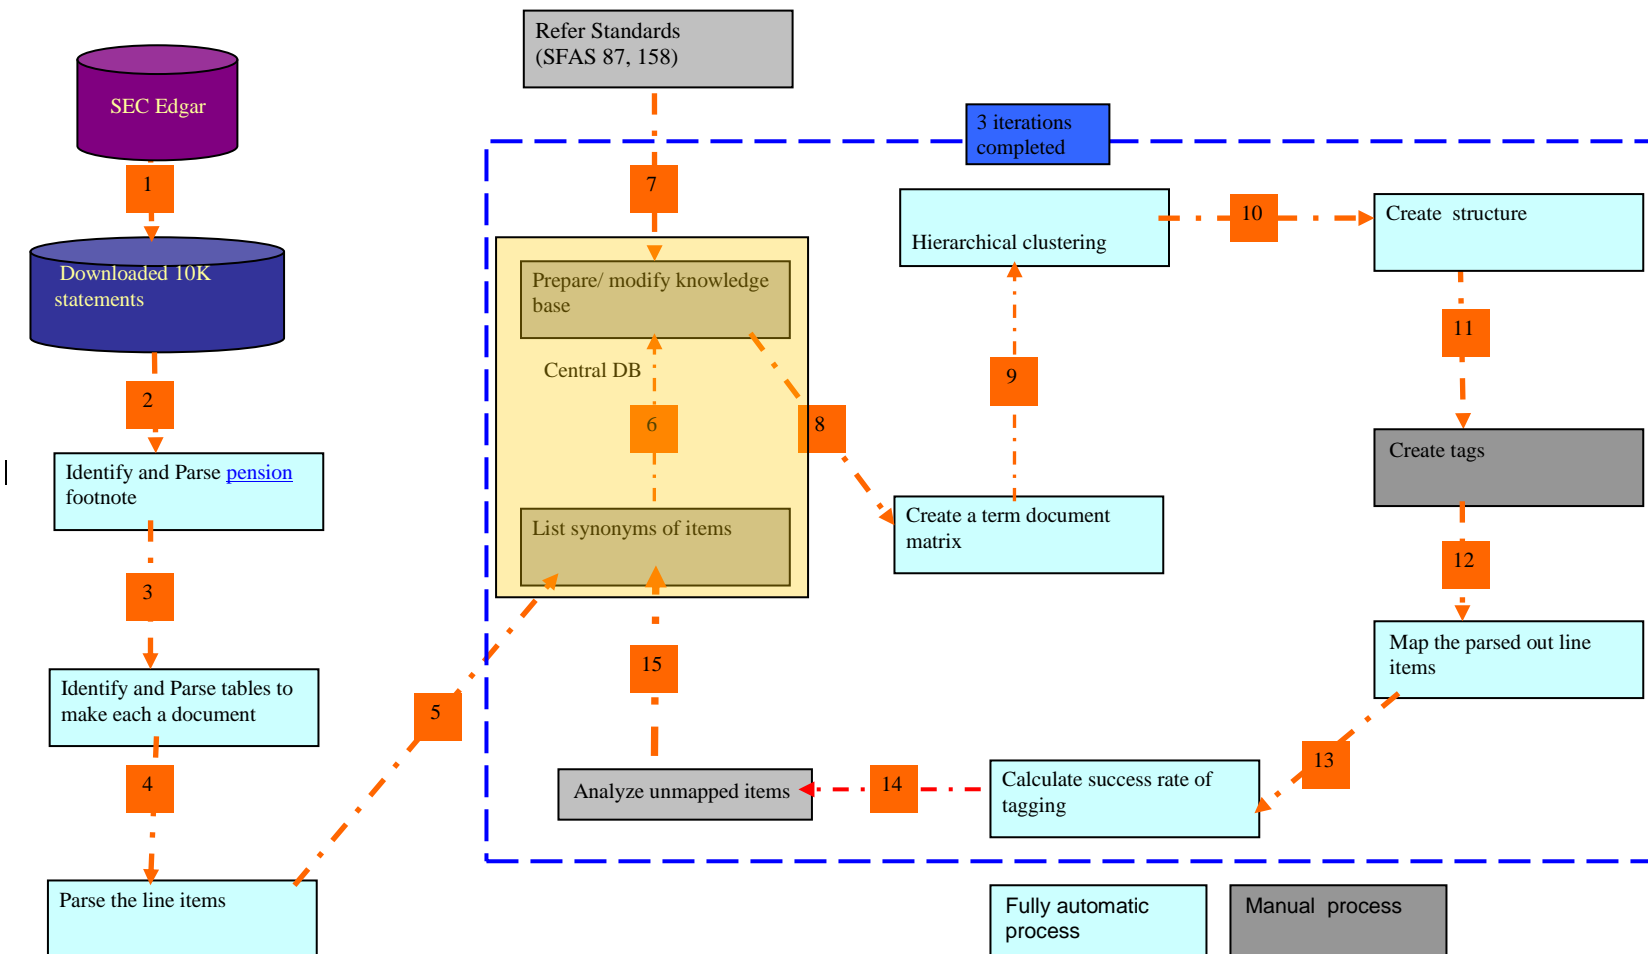 Refer Standards
(SFAS 87, 158)
SEC Edgar
3 iterations
completed
1
7
Downloaded 10K
statements
Prepare/ modify knowledge
base
Hierarchical clustering
10
Create  structure
11
Central DB
9
2
6
8
Identify and Parse pension
footnote
Create tags
List synonyms of items
Create a term document
matrix
12
3
Map the parsed out line
items
15
Identify and Parse tables to
make each a document
5
13
4
Analyze unmapped items
14
Calculate success rate of
tagging
Parse the line items
Fully automatic
process
Manual  process